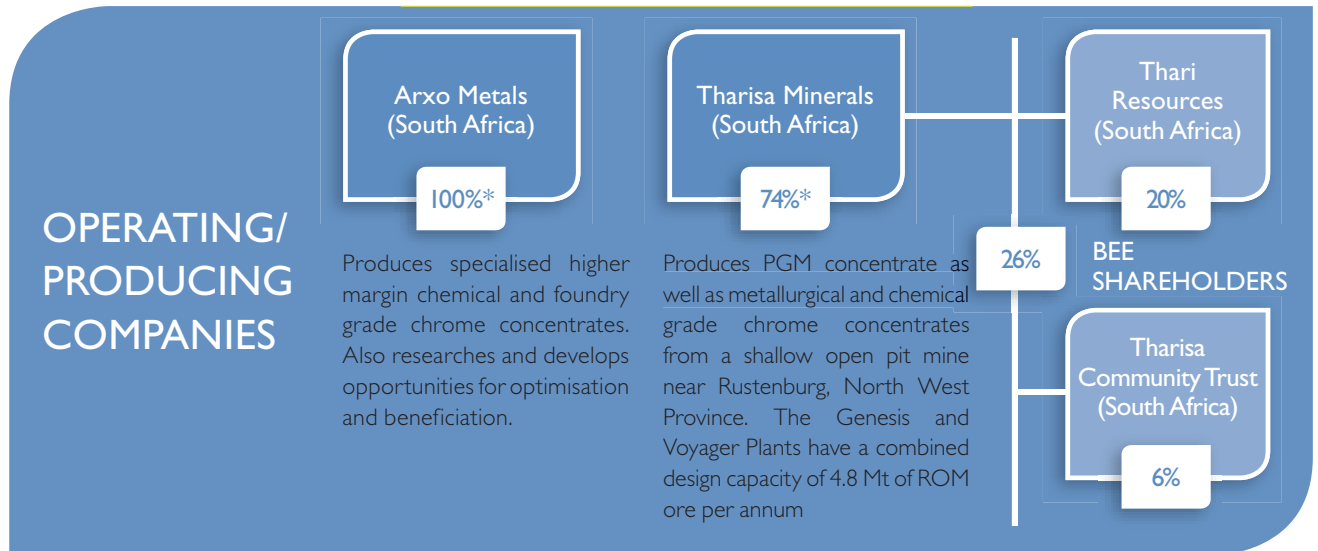 OPERATING/
PRODUCING
COMPANIES
Arxo Metals
(South Africa)
100%*
Produces specialised higher
margin chemical and foundry
grade chrome concentrates.
Also researches and develops
opportunities for optimisation
and beneficiation.
Tharisa Minerals
(South Africa)
74%*
Produces PGM concentrate as
well as metallurgical and chemical
grade chrome concentrates
from a shallow open pit mine
near Rustenburg, North West
Province. The Genesis and
Voyager Plants have a combined
design capacity of 4.8 Mt of ROM
ore per annum
26%
Thari
Resources
(South Africa)
20%
BEE
SHAREHOLDERS
Tharisa
Community Trust
(South Africa)
6%